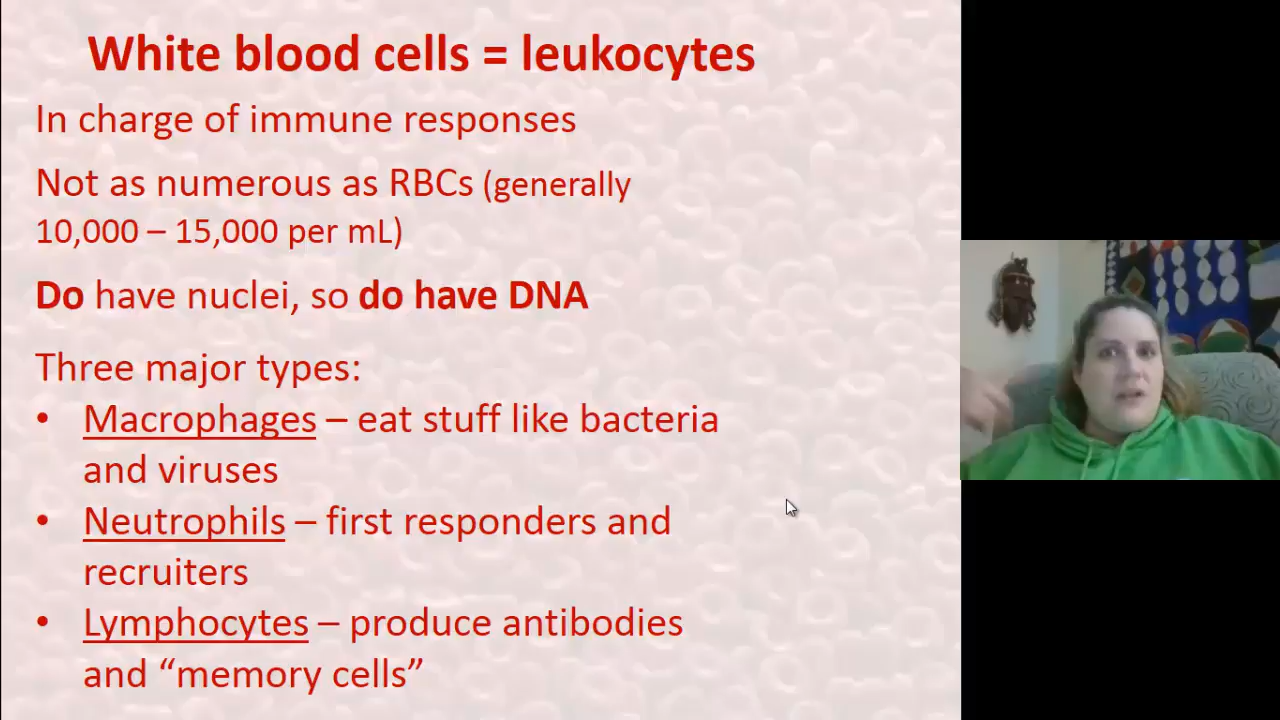 White blood cells = leukocytes
In charge of immune responses
Not as numerous as RBCs (generally
10,000 – 15,000 per mL)
Do have nuclei, so do have DNA
Three major types:
• Macrophages – eat stuff like bacteria
and viruses
• Neutrophils – first responders and
recruiters
• Lymphocytes – produce antibodies
and “memory cells”